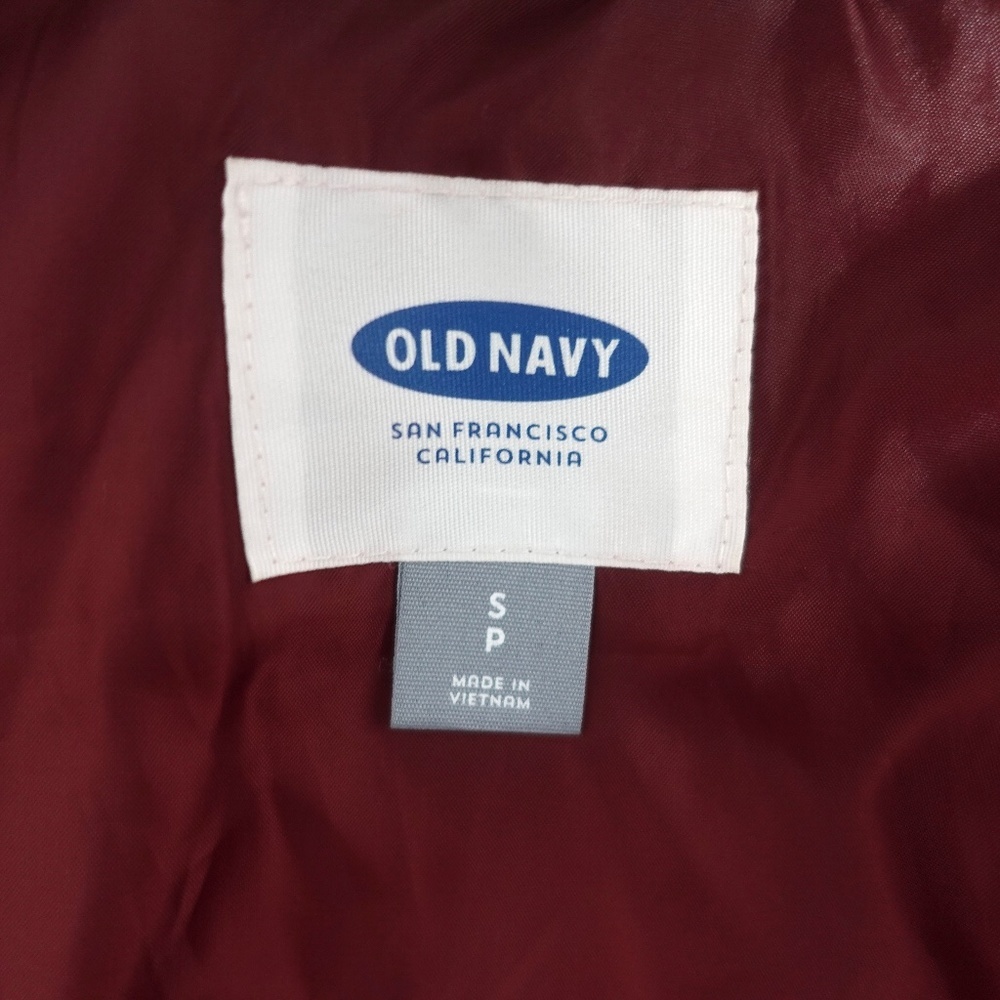 OLD NAVY
SAN FRANCISCO
CALIFORNIA
S
P
MADE IN
VIETNAM